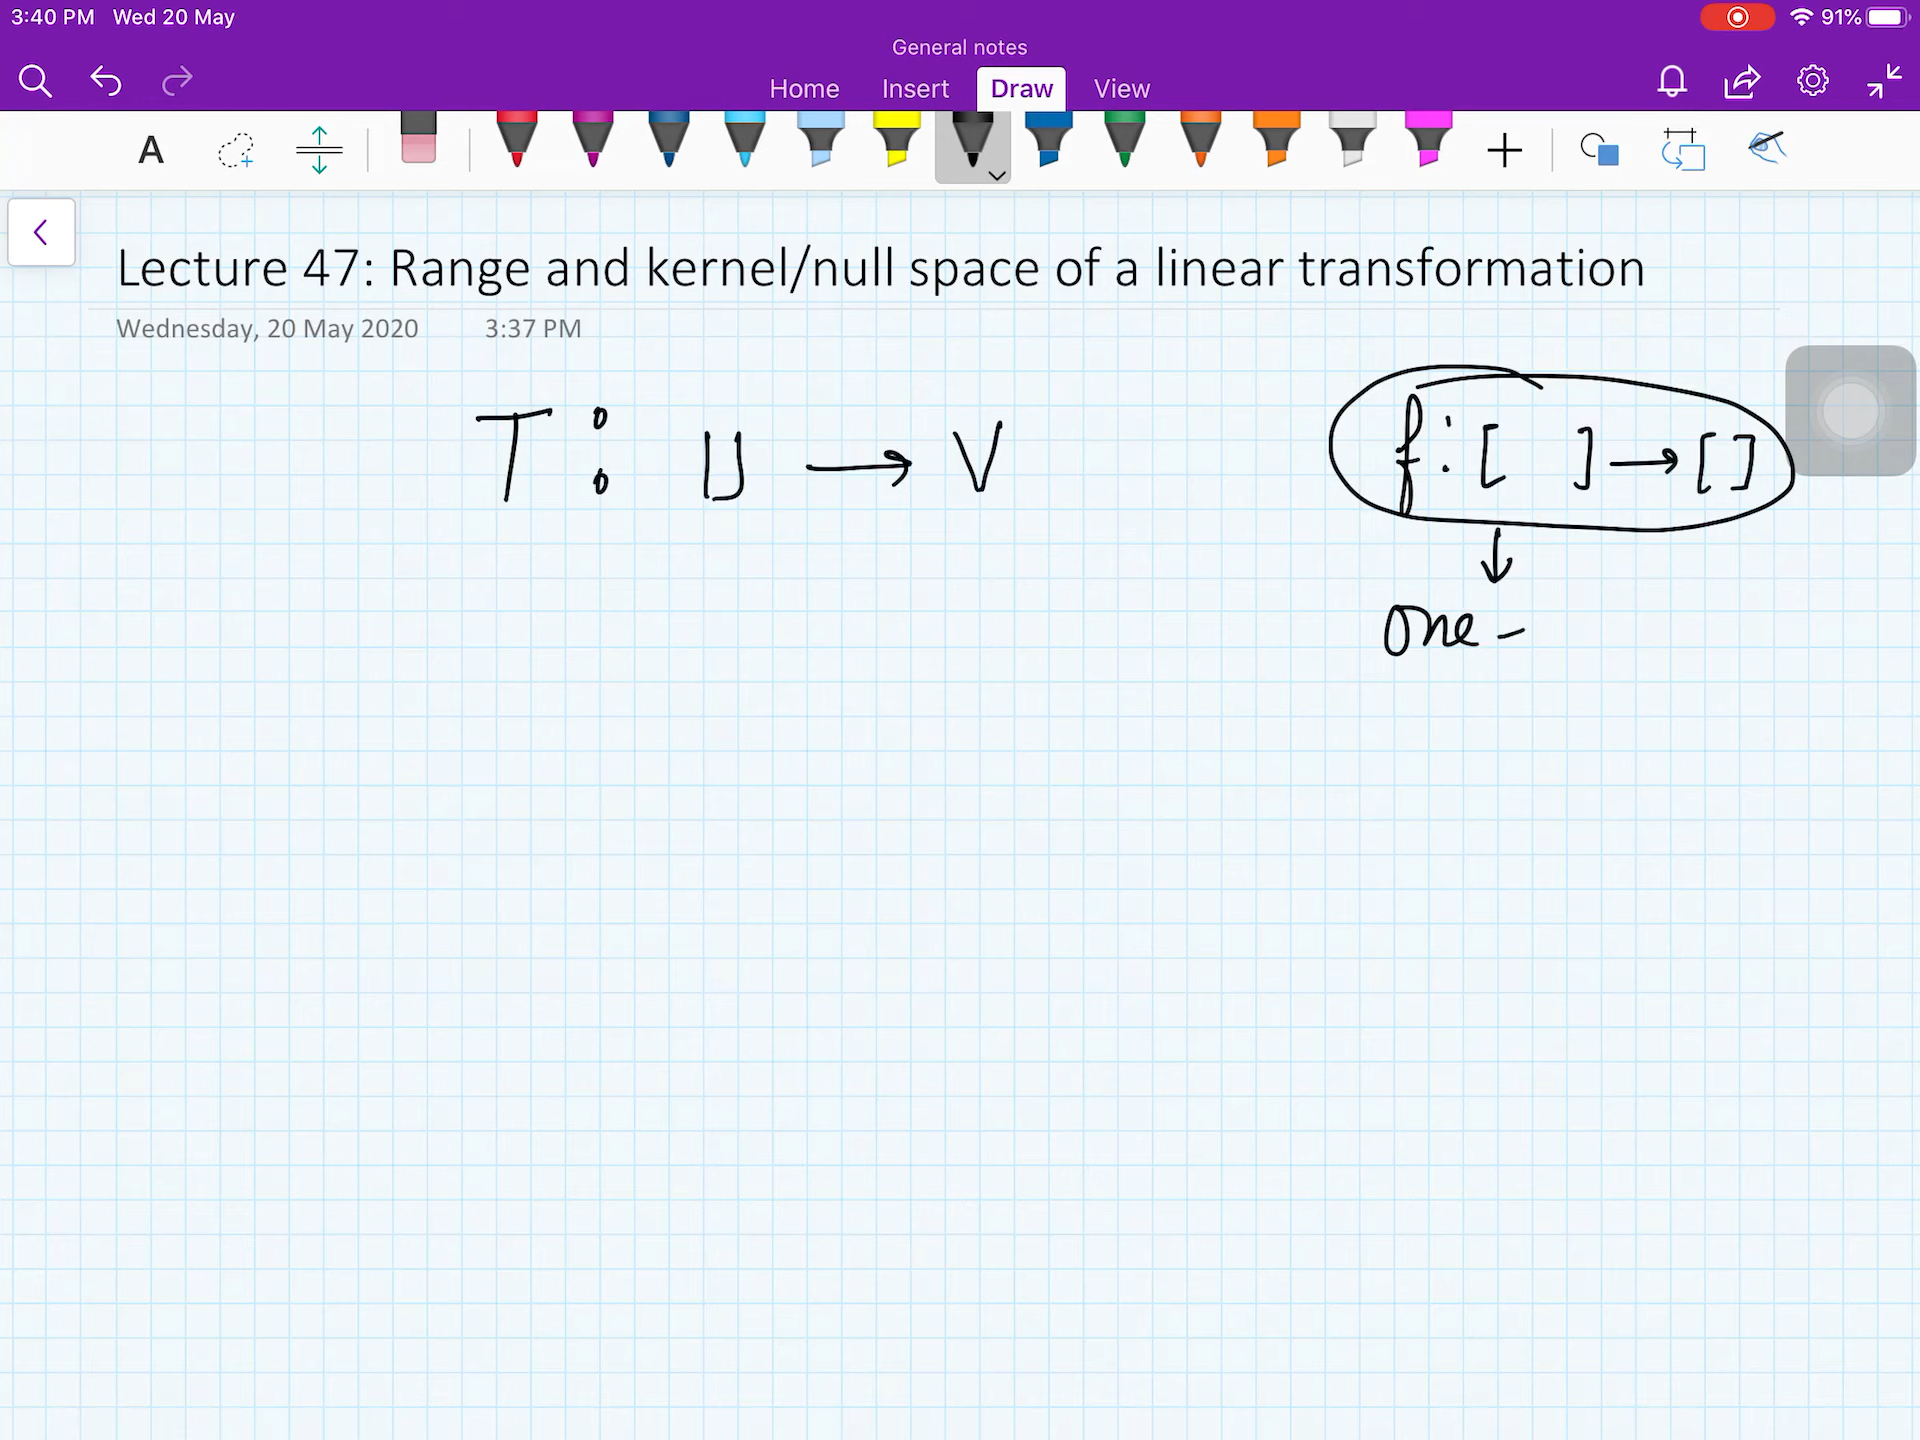 3:40 PM Wed 20 May 91%
General notes
Home Insert Draw View
A
Lecture 47: Range and kernel/null space of a linear transformation
Wednesday, 20 May 2020 3:37 PM
T : U → V
f : [ ] → [ ]
↓
One -